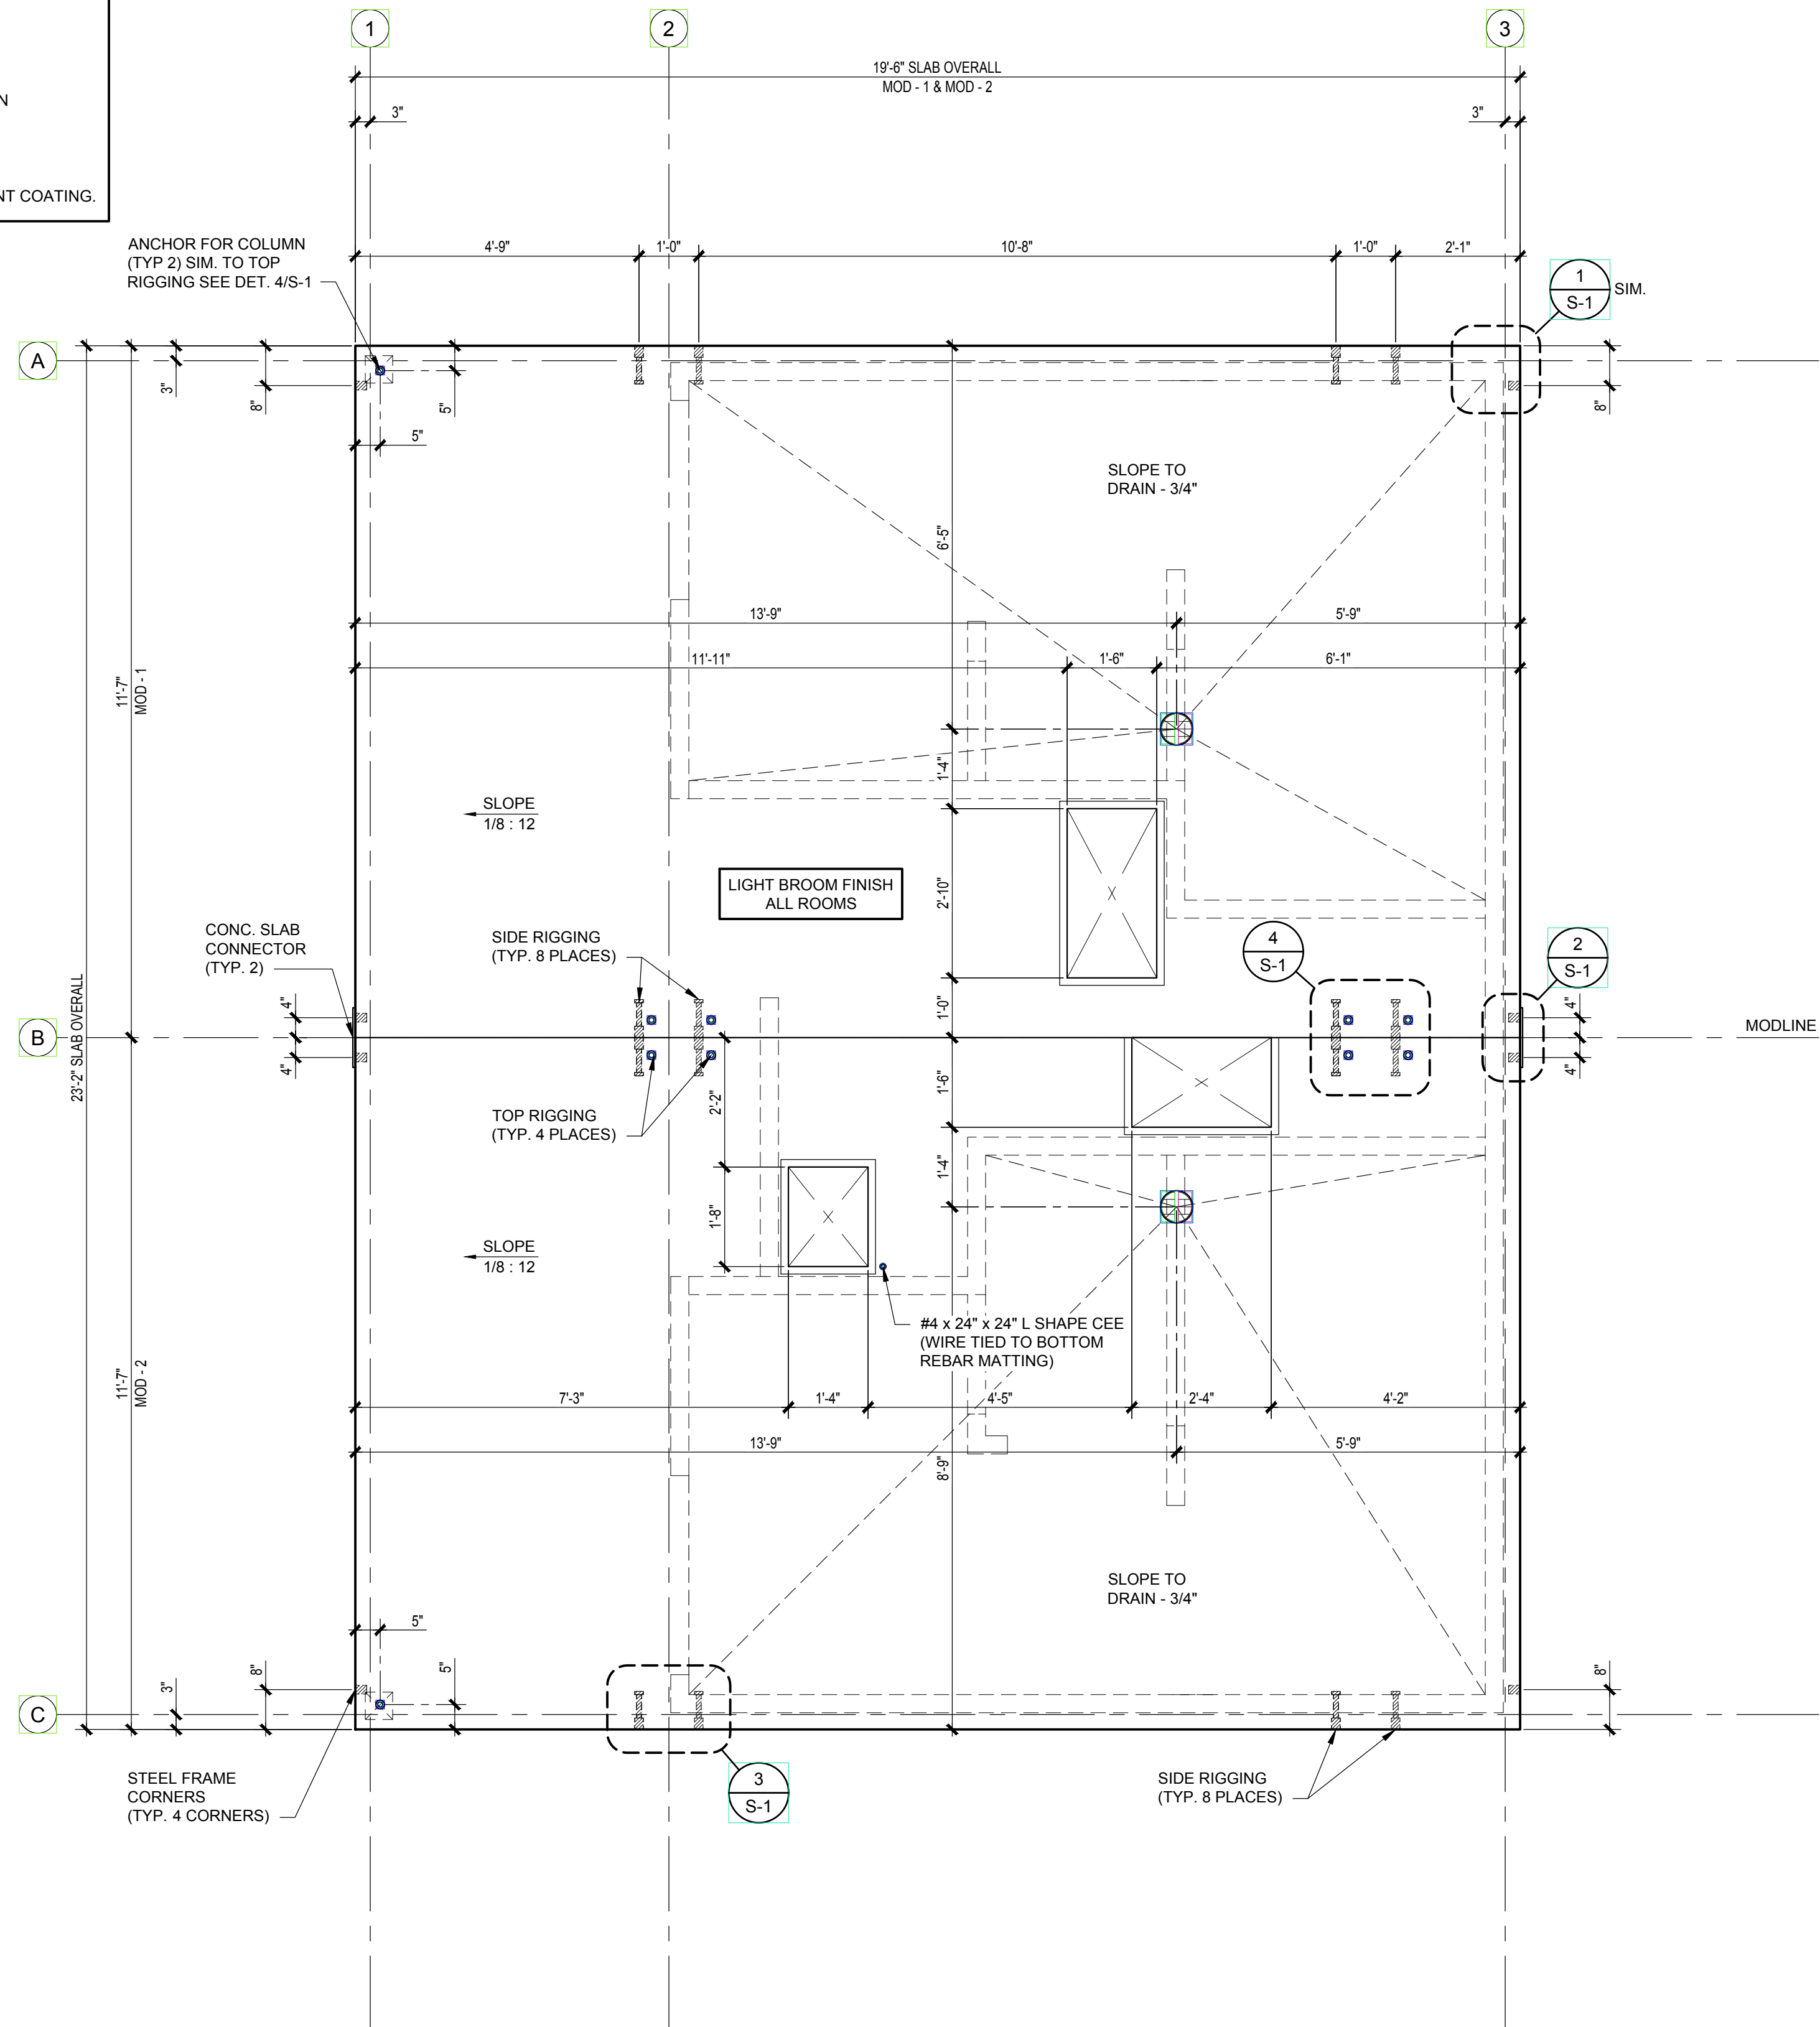 N
NT COATING.
1
2
3
19'-6" SLAB OVERALL
MOD - 1 & MOD - 2
3"
3"
ANCHOR FOR COLUMN
(TYP 2) SIM. TO TOP
RIGGING SEE DET. 4/S-1
4'-9"
1'-0"
10'-8"
1'-0"
2'-1"
1
S-1
SIM.
A
3"
8"
5"
5"
8"
SLOPE TO
DRAIN - 3/4"
6'-5"
13'-9"
5'-9"
11'-11"
1'-6"
6'-1"
11'-7"
MOD - 1
1'-4"
SLOPE
1/8 : 12
LIGHT BROOM FINISH
ALL ROOMS
2'-10"
CONC. SLAB
CONNECTOR
(TYP. 2)
SIDE RIGGING
(TYP. 8 PLACES)
4
S-1
2
S-1
23'-2" SLAB OVERALL
4"
1'-0"
4"
B
MODLINE
4"
4"
2'-2"
1'-6"
TOP RIGGING
(TYP. 4 PLACES)
1'-4"
1'-8"
SLOPE
1/8 : 12
#4 x 24" x 24" L SHAPE CEE
(WIRE TIED TO BOTTOM
REBAR MATTING)
11'-7"
MOD - 2
7'-3"
1'-4"
4'-5"
2'-4"
4'-2"
13'-9"
5'-9"
8'-9"
SLOPE TO
DRAIN - 3/4"
5"
5"
3"
8"
8"
C
STEEL FRAME
CORNERS
(TYP. 4 CORNERS)
3
S-1
SIDE RIGGING
(TYP. 8 PLACES)